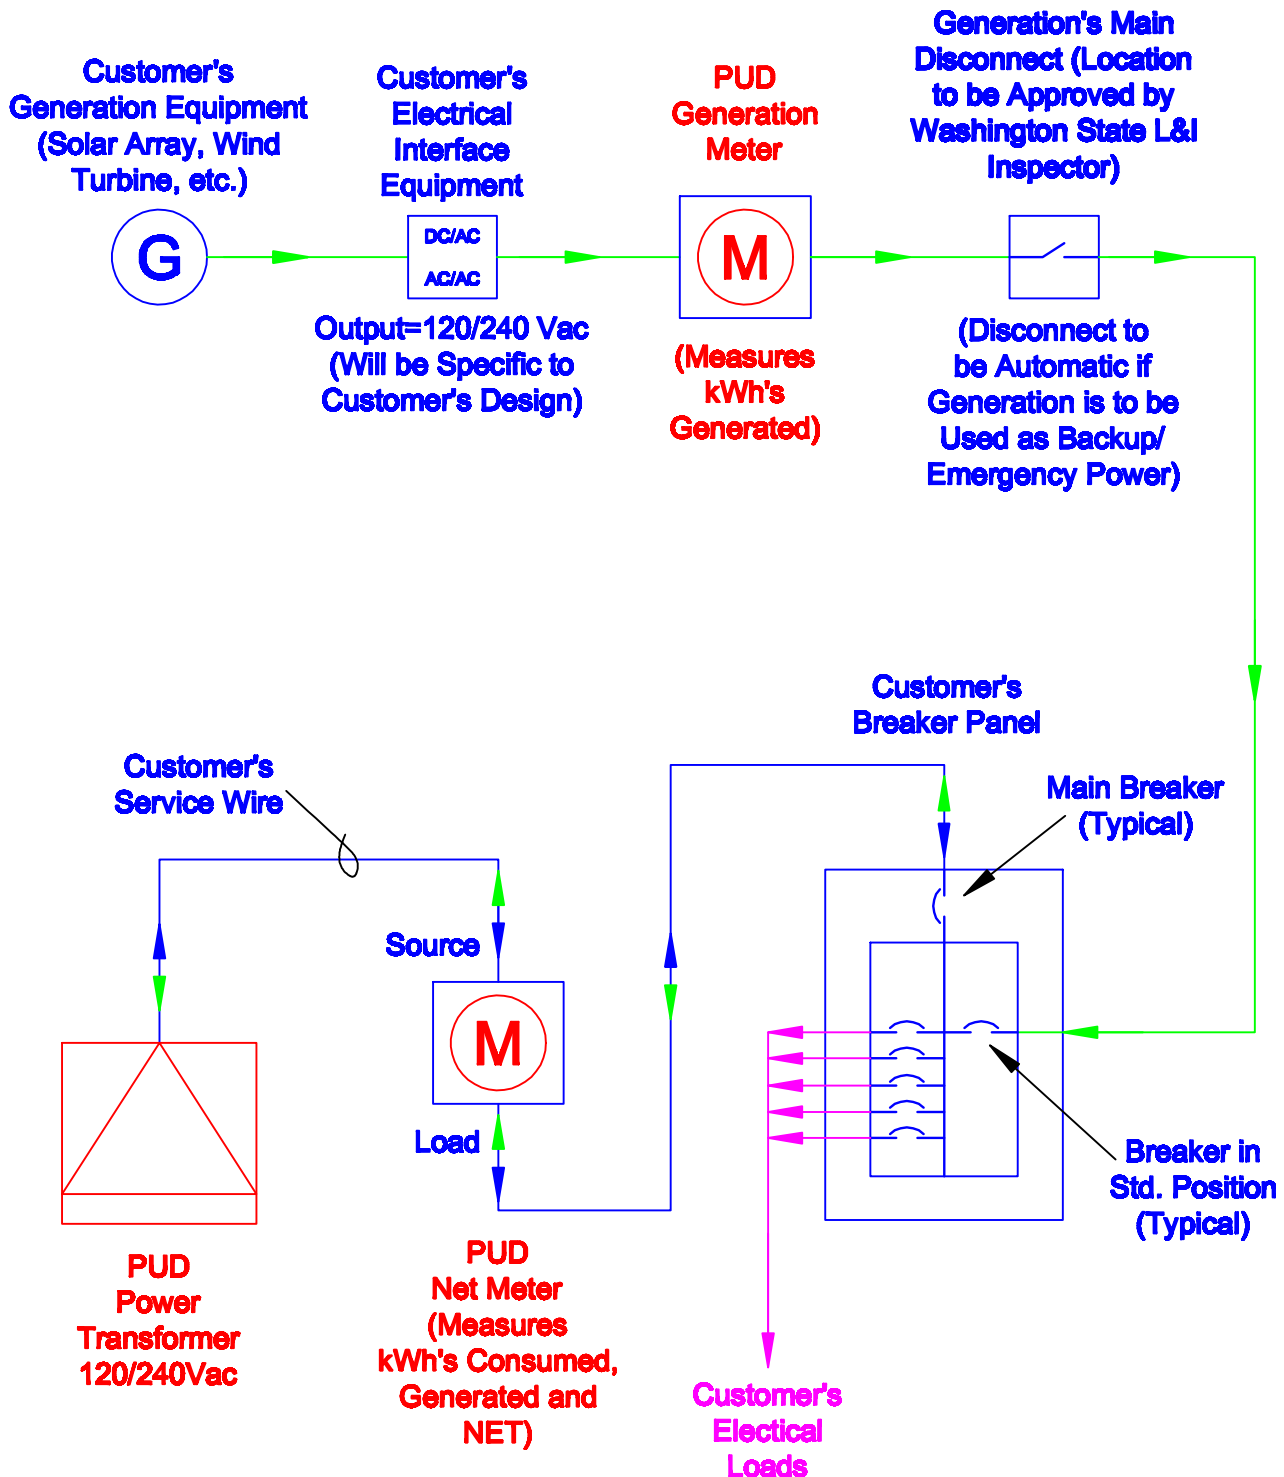 Customer's
Generation Equipment
(Solar Array, Wind
Turbine, etc.)
G
Customer's
Electrical
Interface
Equipment
DC/AC
AC/AC
Output=120/240 Vac
(Will be Specific to
Customer's Design)
PUD
Generation
Meter
M
(Measures
kWh's
Generated)
Generation's Main
Disconnect (Location
to be Approved by
Washington State L&I
Inspector)
(Disconnect to
be Automatic if
Generation is to be
Used as Backup/
Emergency Power)
Customer's
Breaker Panel
Main Breaker
(Typical)
Customer's
Service Wire
Source
M
Load
Breaker in
Std. Position
(Typical)
PUD
Power
Transformer
120/240Vac
PUD
Net Meter
(Measures
kWh's Consumed,
Generated and
NET)
Customer's
Electical
Loads